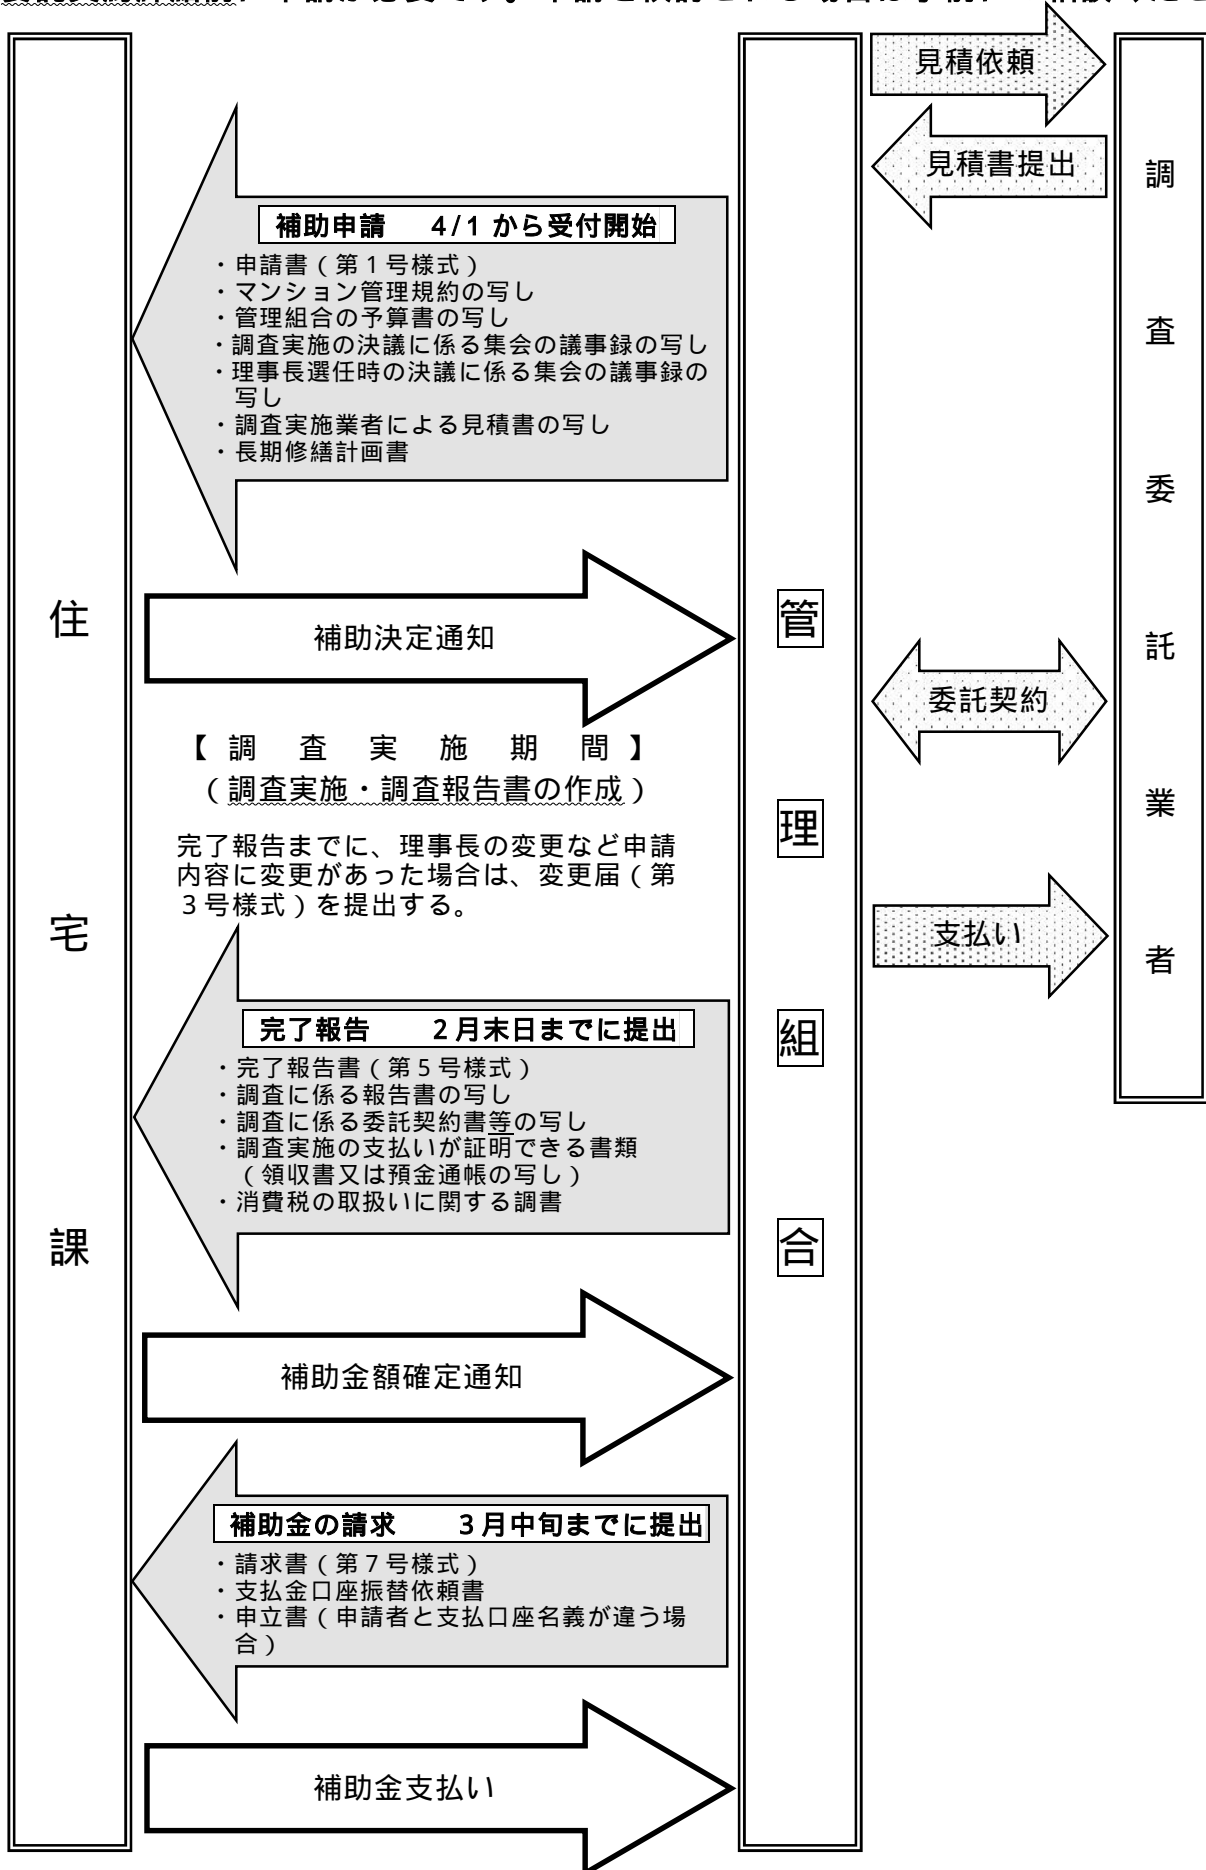 見積依頼
見積書提出
補助申請　4/1 から受付開始
・申請書（第１号様式）
・マンション管理規約の写し
・管理組合の予算書の写し
・調査実施の決議に係る集会の議事録の写し
・理事長選任時の決議に係る集会の議事録の
写し
・調査実施業者による見積書の写し
・長期修繕計画書
補助決定通知
委託契約
【調査実施期間】
（調査実施・調査報告書の作成）
完了報告までに、理事長の変更など申請
内容に変更があった場合は、変更届（第
３号様式）を提出する。
支払い
完了報告　２月末日までに提出
・完了報告書（第５号様式）
・調査に係る報告書の写し
・調査に係る委託契約書等の写し
・調査実施の支払いが証明できる書類
（領収書又は預金通帳の写し）
・消費税の取扱いに関する調書
補助金額確定通知
補助金の請求　３月中旬までに提出
・請求書（第７号様式）
・支払金口座振替依頼書
・申立書（申請者と支払口座名義が違う場
合）
補助金支払い
住宅課
管理組合
調査委託業者